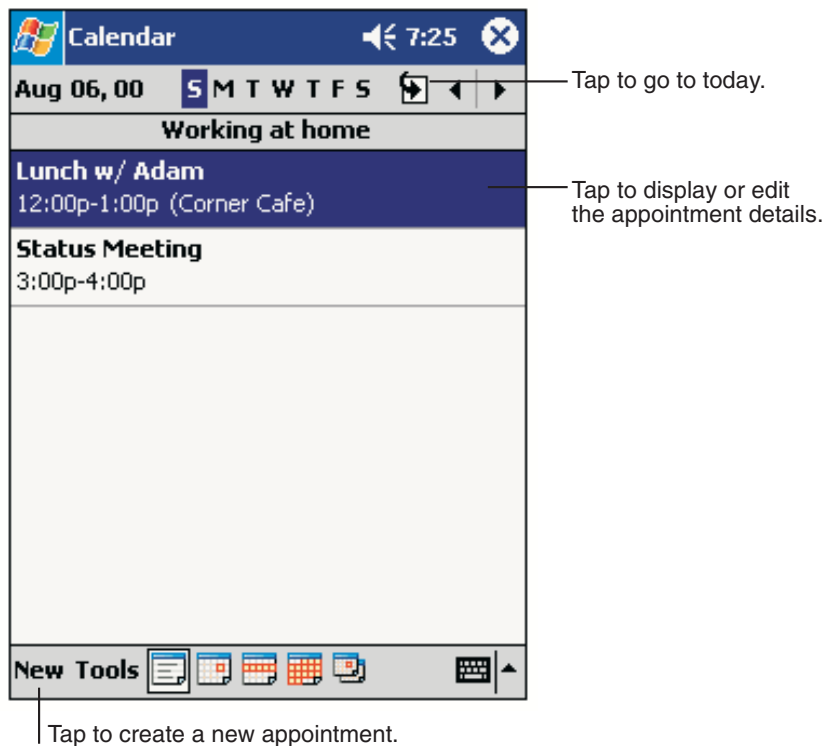 Calendar 7:25
Aug 06, 00 S M T W T F S
Tap to go to today.
Working at home
Lunch w/ Adam
12:00p-1:00p (Corner Cafe)
Tap to display or edit
the appointment details.
Status Meeting
3:00p-4:00p
New Tools
Tap to create a new appointment.